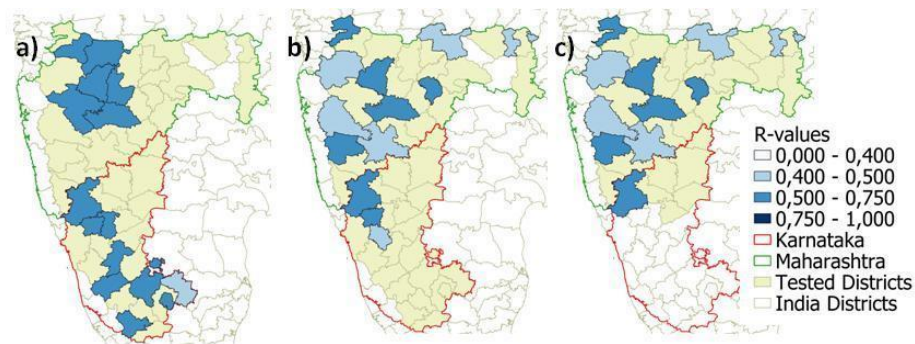 a)
b)
c)
R-values
0,000 - 0,400
0,400 - 0,500
0,500 - 0,750
0,750 - 1,000
Karnataka
Maharashtra
Tested Districts
India Districts